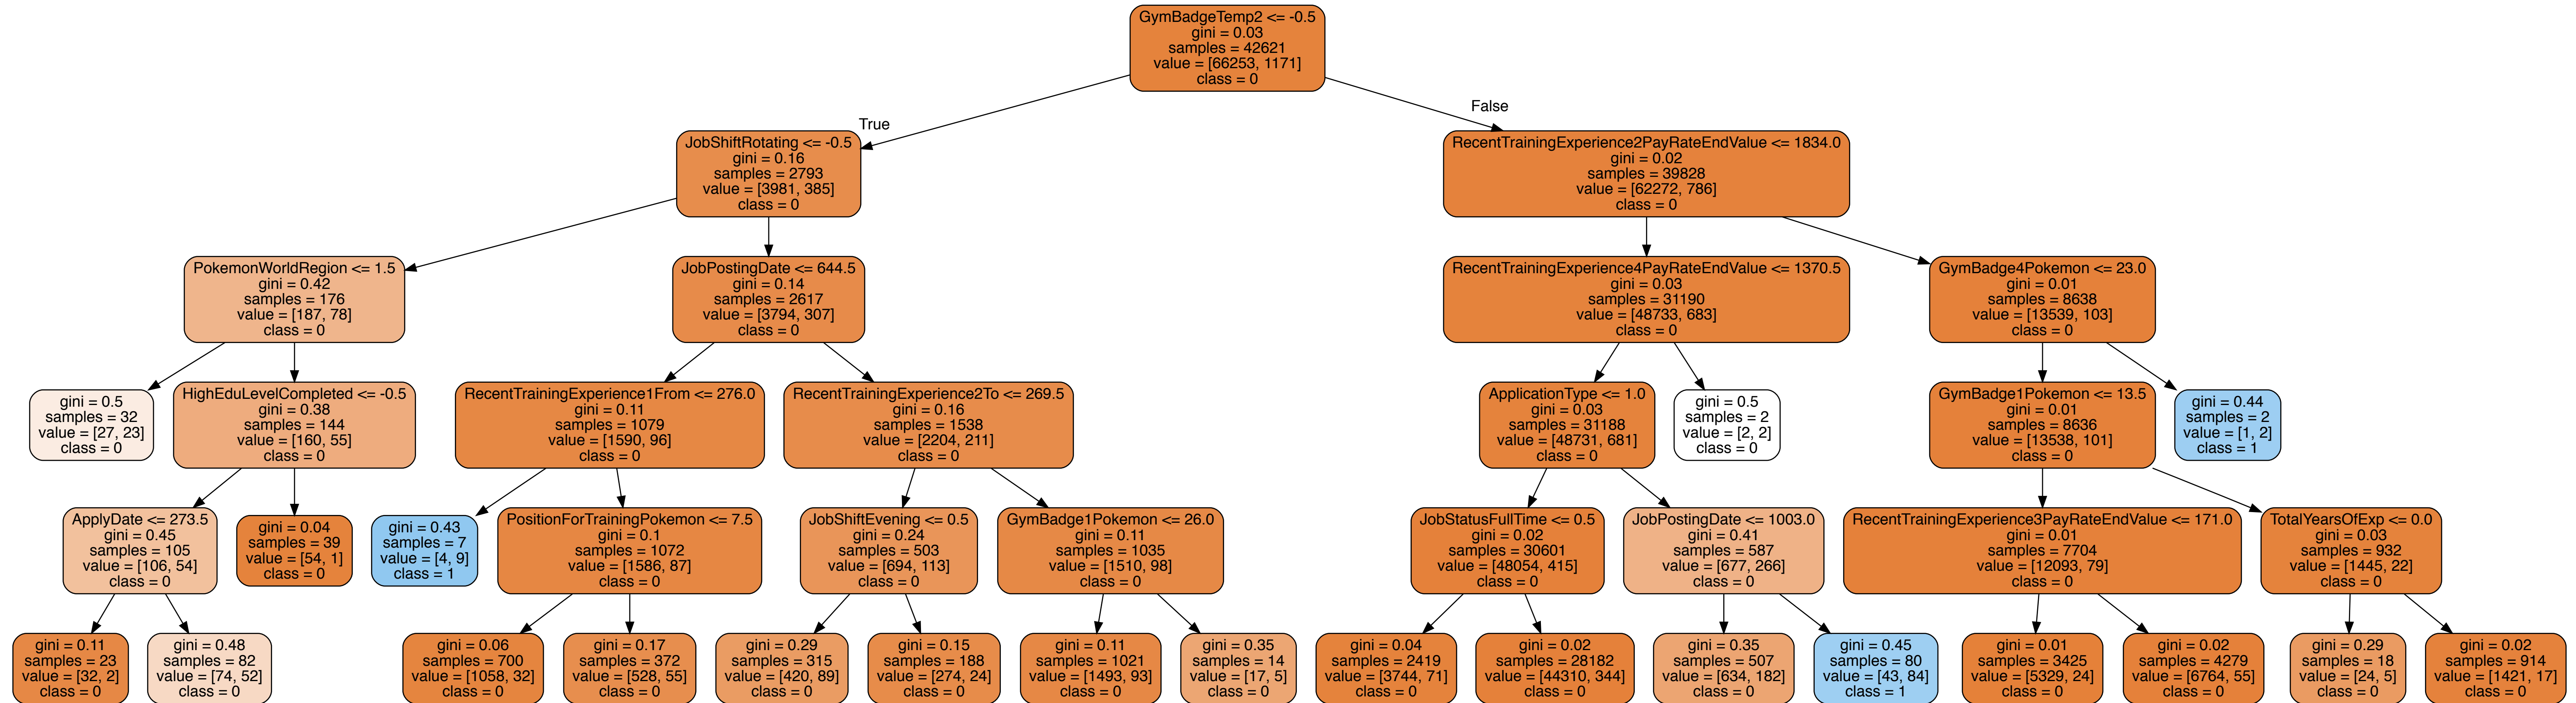 GymBadgeTemp2 <= -0.5
gini = 0.03
samples = 42621
value = [66253, 1171]
class = 0
True
False
JobShiftRotating <= -0.5
gini = 0.16
samples = 2793
value = [3981, 385]
class = 0
RecentTrainingExperience2PayRateEndValue <= 1834.0
gini = 0.02
samples = 39828
value = [62272, 786]
class = 0
PokemonWorldRegion <= 1.5
gini = 0.42
samples = 176
value = [187, 78]
class = 0
JobPostingDate <= 644.5
gini = 0.14
samples = 2617
value = [3794, 307]
class = 0
RecentTrainingExperience4PayRateEndValue <= 1370.5
gini = 0.03
samples = 31190
value = [48733, 683]
class = 0
GymBadge4Pokemon <= 23.0
gini = 0.01
samples = 8638
value = [13539, 103]
class = 0
gini = 0.5
samples = 32
value = [27, 23]
class = 0
HighEduLevelCompleted <= -0.5
gini = 0.38
samples = 144
value = [160, 55]
class = 0
RecentTrainingExperience1From <= 276.0
gini = 0.11
samples = 1079
value = [1590, 96]
class = 0
RecentTrainingExperience2To <= 269.5
gini = 0.16
samples = 1538
value = [2204, 211]
class = 0
ApplicationType <= 1.0
gini = 0.03
samples = 31188
value = [48731, 681]
class = 0
gini = 0.5
samples = 2
value = [2, 2]
class = 0
GymBadge1Pokemon <= 13.5
gini = 0.01
samples = 8636
value = [13538, 101]
class = 0
gini = 0.44
samples = 2
value = [1, 2]
class = 1
ApplyDate <= 273.5
gini = 0.45
samples = 105
value = [106, 54]
class = 0
gini = 0.04
samples = 39
value = [54, 1]
class = 0
gini = 0.43
samples = 7
value = [4, 9]
class = 1
PositionForTrainingPokemon <= 7.5
gini = 0.1
samples = 1072
value = [1586, 87]
class = 0
JobShiftEvening <= 0.5
gini = 0.24
samples = 503
value = [694, 113]
class = 0
GymBadge1Pokemon <= 26.0
gini = 0.11
samples = 1035
value = [1510, 98]
class = 0
JobStatusFullTime <= 0.5
gini = 0.02
samples = 30601
value = [48054, 415]
class = 0
JobPostingDate <= 1003.0
gini = 0.41
samples = 587
value = [677, 266]
class = 0
RecentTrainingExperience3PayRateEndValue <= 171.0
gini = 0.01
samples = 7704
value = [12093, 79]
class = 0
TotalYearsOfExp <= 0.0
gini = 0.03
samples = 932
value = [1445, 22]
class = 0
gini = 0.11
samples = 23
value = [32, 2]
class = 0
gini = 0.48
samples = 82
value = [74, 52]
class = 0
gini = 0.06
samples = 700
value = [1058, 32]
class = 0
gini = 0.17
samples = 372
value = [528, 55]
class = 0
gini = 0.29
samples = 315
value = [420, 89]
class = 0
gini = 0.15
samples = 188
value = [274, 24]
class = 0
gini = 0.11
samples = 1021
value = [1493, 93]
class = 0
gini = 0.35
samples = 14
value = [17, 5]
class = 0
gini = 0.04
samples = 2419
value = [3744, 71]
class = 0
gini = 0.02
samples = 28182
value = [44310, 344]
class = 0
gini = 0.35
samples = 507
value = [634, 182]
class = 0
gini = 0.45
samples = 80
value = [43, 84]
class = 1
gini = 0.01
samples = 3425
value = [5329, 24]
class = 0
gini = 0.02
samples = 4279
value = [6764, 55]
class = 0
gini = 0.29
samples = 18
value = [24, 5]
class = 0
gini = 0.02
samples = 914
value = [1421, 17]
class = 0